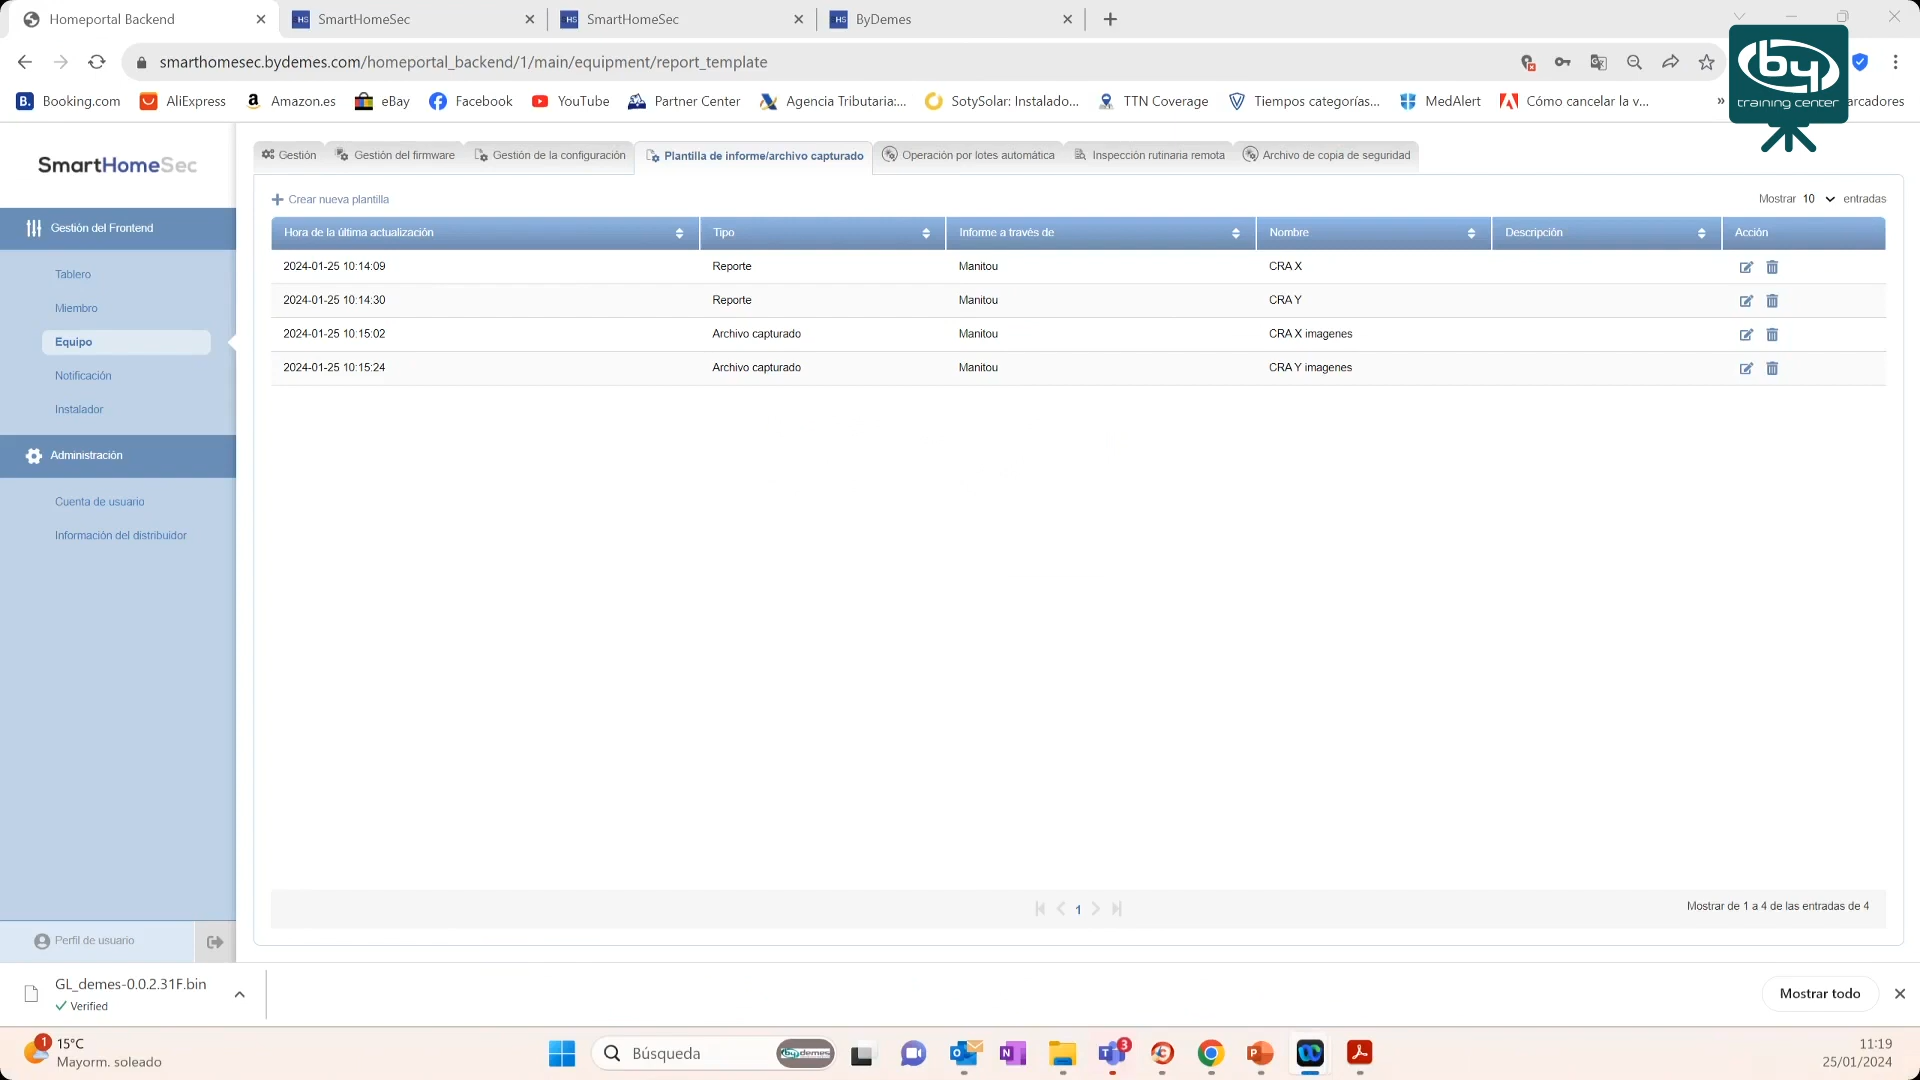 Homeportal Backend
SmartHomeSec
SmartHomeSec
ByDemes
smarthomesec.bydemes.com/homeportal_backend/1/main/equipment/report_template
Booking.com
AliExpress
Amazon.es
eBay
Facebook
YouTube
Partner Center
Agencia Tributaria:...
SotySolar: Instalado...
TTN Coverage
Tiempos categorías...
MedAlert
Cómo cancelar la v...
»
arcadores
by
training center
SmartHomeSec
Gestión
Gestión del firmware
Gestión de la configuración
Plantilla de informe/archivo capturado
Operación por lotes automática
Inspección rutinaria remota
Archivo de copia de seguridad
Gestión del Frontend
Tablero
Miembro
Equipo
Notificación
Instalador
Administración
Cuenta de usuario
Información del distribuidor
Perfil de usuario
Crear nueva plantilla
Mostrar 10 entradas
Hora de la última actualización Tipo Informe a través de Nombre Descripción Acción
2024-01-25 10:14:09 Reporte Manitou CRA X
2024-01-25 10:14:30 Reporte Manitou CRA Y
2024-01-25 10:15:02 Archivo capturado Manitou CRA X imagenes
2024-01-25 10:15:24 Archivo capturado Manitou CRA Y imagenes
1
Mostrar de 1 a 4 de las entradas de 4
GL_demes-0.0.2.31F.bin
Verified
Mostrar todo
1
15°C
Mayorm. soleado
Búsqueda
bydemes
3
11:19
25/01/2024